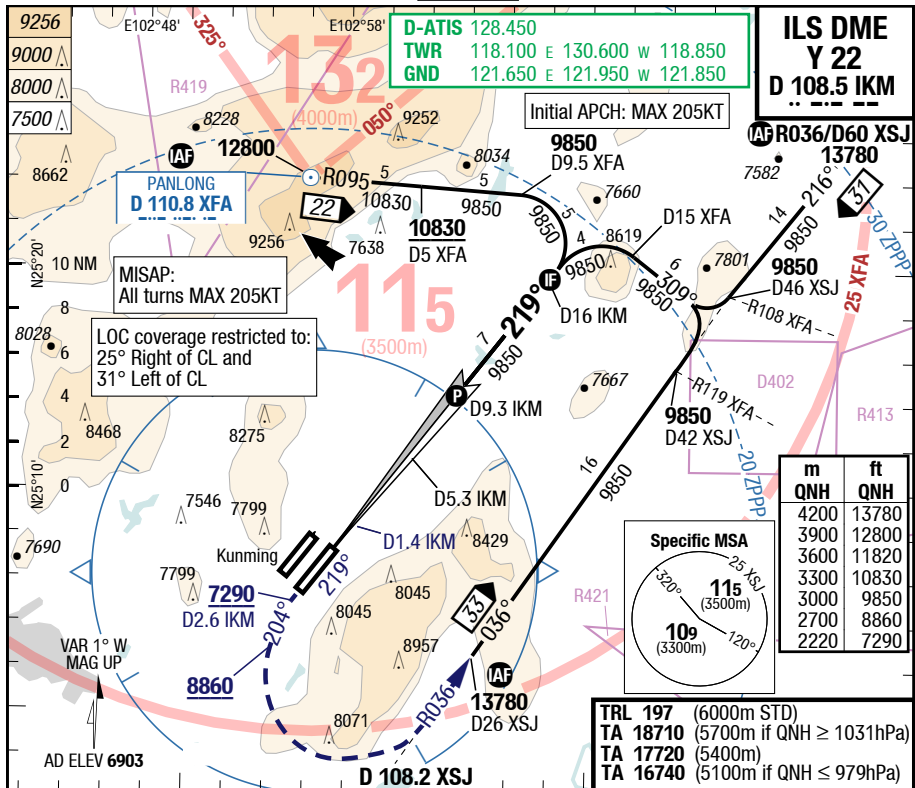 9256
9000
8000
7500
E102°48'
E102°58'
D-ATIS 128.450
TWR 118.100 E 130.600 W 118.850
GND 121.650 E 121.950 W 121.850
ILS DME
Y 22
D 108.5 IKM
325°
132
(4000m)
050°
R419
8228
9252
Initial APCH: MAX 205KT
IAF
R036/D60 XSJ
13780
7582
216°
31
8662
IAF
12800
8034
9850
D9.5 XFA
PANLONG
D 110.8 XFA
R095
5
10830
5
9850
7660
14
9850
30 ZPPP
22
9256
7638
10830
D5 XFA
5
9850
4
9850
8619
D15 XFA
6
9850
309°
7801
9850
D46 XSJ
25 XFA
N25°20'
10 NM
MISAP:
All turns MAX 205KT
115
(3500m)
IF
D16 IKM
R108 XFA
8
8028
6
LOC coverage restricted to:
25° Right of CL and
31° Left of CL
219°
7
9850
7667
R119 XFA
D402
R413
4
8468
8275
P
D9.3 IKM
9850
D42 XSJ
2
N25°10'
0
16
9850
20 ZPPP
7546
7799
D5.3 IKM
D1.4 IKM
8429
m ft
QNH QNH
4200 13780
3900 12800
3600 11820
3300 10830
3000 9850
2700 8860
2220 7290
7690
Kunming
7799
7290
D2.6 IKM
219°
204°
8045
8045
8957
33
036°
R421
Specific MSA
25 XSJ
320°
115
(3500m)
109
(3300m)
120°
VAR 1° W
MAG UP
8860
R036
IAF
13780
D26 XSJ
8071
AD ELEV 6903
D 108.2 XSJ
TRL 197 (6000m STD)
TA 18710 (5700m if QNH ≥ 1031hPa)
TA 17720 (5400m)
TA 16740 (5100m if QNH ≤ 979hPa)